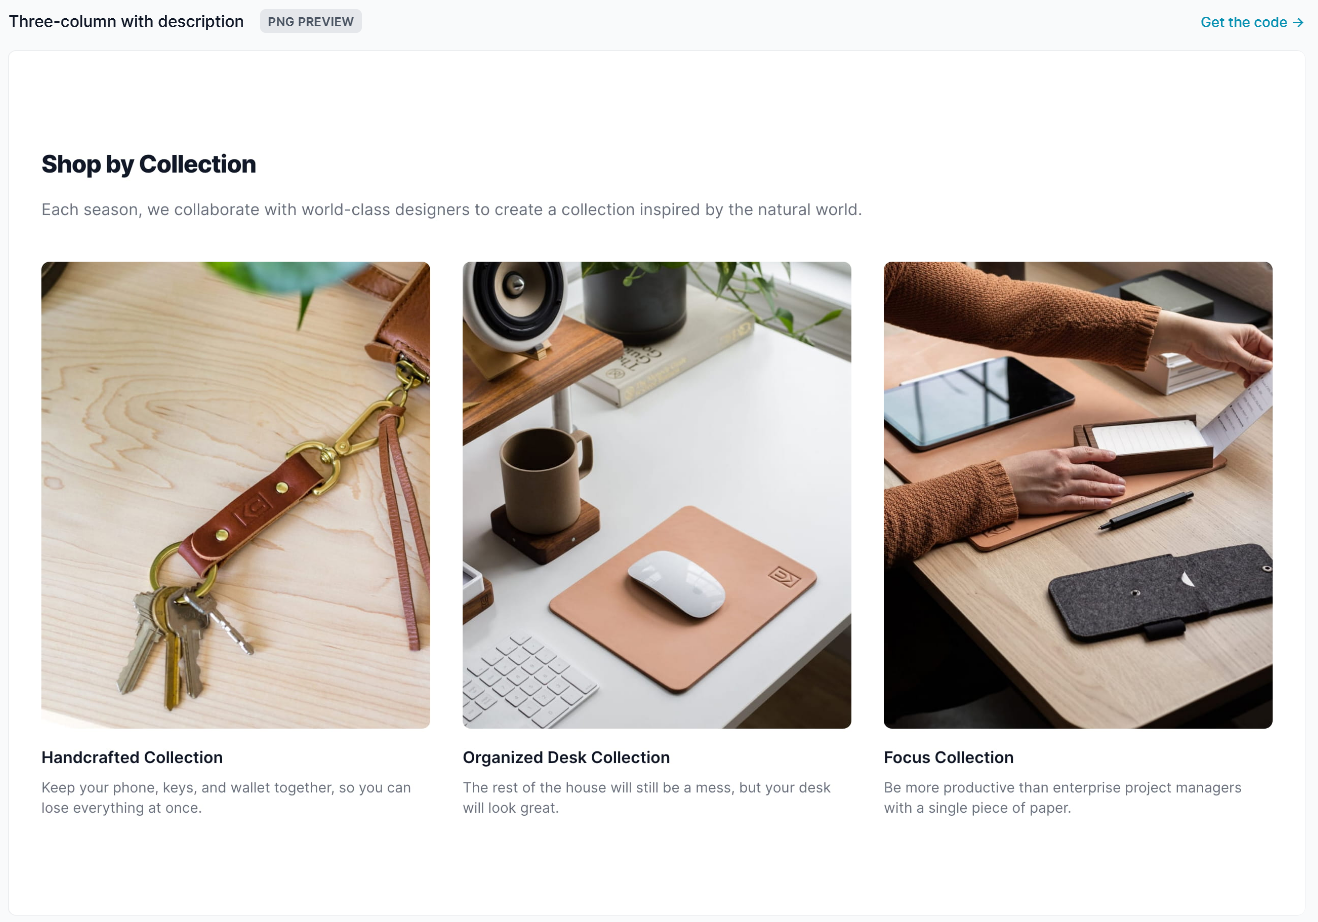 Three-column with description PNG PREVIEW Get the code →
Shop by Collection
Each season, we collaborate with world-class designers to create a collection inspired by the natural world.
Handcrafted Collection
Keep your phone, keys, and wallet together, so you can
lose everything at once.
Organized Desk Collection
The rest of the house will still be a mess, but your desk
will look great.
Focus Collection
Be more productive than enterprise project managers
with a single piece of paper.